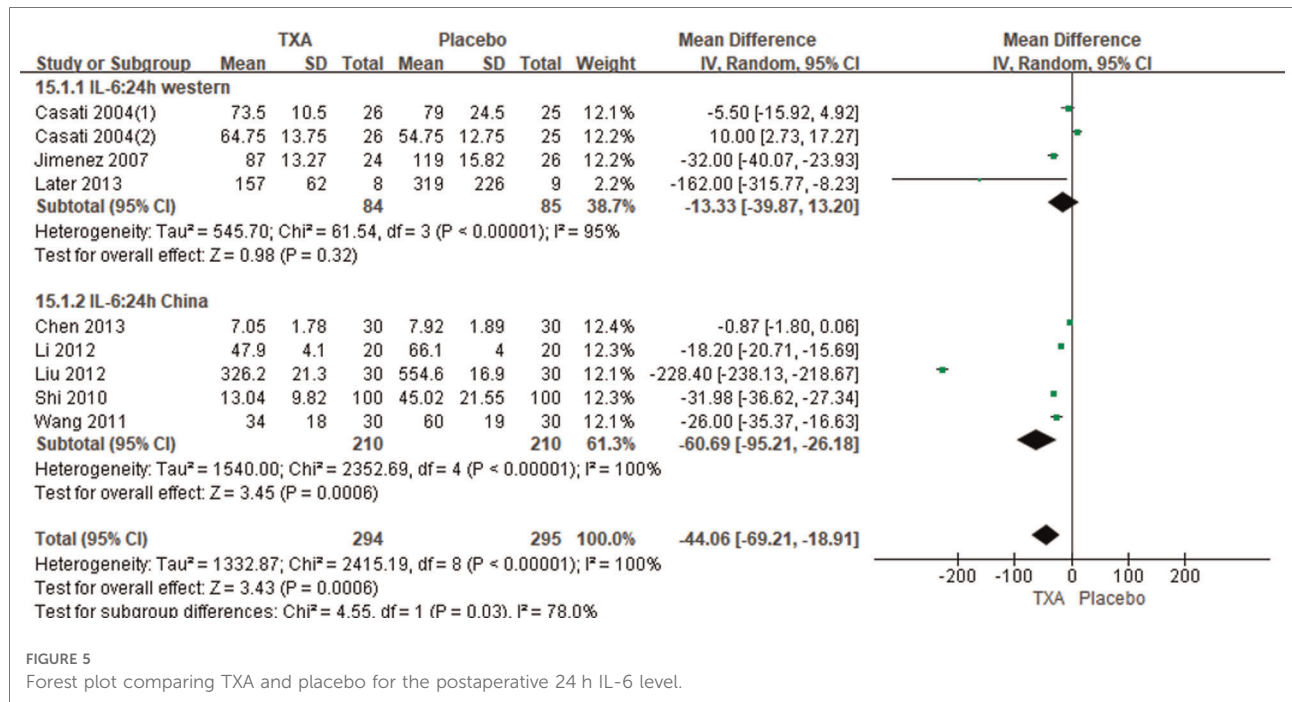 TXA Placebo Mean Difference Mean Difference
Study or Subgroup Mean SD Total Mean SD Total Weight IV, Random, 95% CI IV, Random, 95% CI
15.1.1 IL-6:24h western
Casati 2004(1) 73.5 10.5 26 79 24.5 25 12.1% -5.50 [-15.92, 4.92]
Casati 2004(2) 64.75 13.75 26 54.75 12.75 25 12.2% 10.00 [2.73, 17.27]
Jimenez 2007 87 13.27 24 119 15.82 26 12.2% -32.00 [-40.07, -23.93]
Later 2013 157 62 8 319 226 9 2.2% -162.00 [-315.77, -8.23]
Subtotal (95% CI) 84 85 38.7% -13.33 [-39.87, 13.20]
Heterogeneity: Tau² = 545.70; Chi² = 61.54, df = 3 (P < 0.00001); I² = 95%
Test for overall effect: Z = 0.98 (P = 0.32)
15.1.2 IL-6:24h China
Chen 2013 7.05 1.78 30 7.92 1.89 30 12.4% -0.87 [-1.80, 0.06]
Li 2012 47.9 4.1 20 66.1 4 20 12.3% -18.20 [-20.71, -15.69]
Liu 2012 326.2 21.3 30 554.6 16.9 30 12.1% -228.40 [-238.13, -218.67]
Shi 2010 13.04 9.82 100 45.02 21.55 100 12.3% -31.98 [-36.62, -27.34]
Wang 2011 34 18 30 60 19 30 12.1% -26.00 [-35.37, -16.63]
Subtotal (95% CI) 210 210 61.3% -60.69 [-95.21, -26.18]
Heterogeneity: Tau² = 1540.00; Chi² = 2352.69, df = 4 (P < 0.00001); I² = 100%
Test for overall effect: Z = 3.45 (P = 0.0006)
Total (95% CI) 294 295 100.0% -44.06 [-69.21, -18.91]
Heterogeneity: Tau² = 1332.87; Chi² = 2415.19, df = 8 (P < 0.00001); I² = 100%
Test for overall effect: Z = 3.43 (P = 0.0006)
Test for subgroup differences: Chi² = 4.55, df = 1 (P = 0.03), I² = 78.0%
-200 -100 0 100 200
TXA Placebo
FIGURE 5
Forest plot comparing TXA and placebo for the postaperative 24 h IL-6 level.